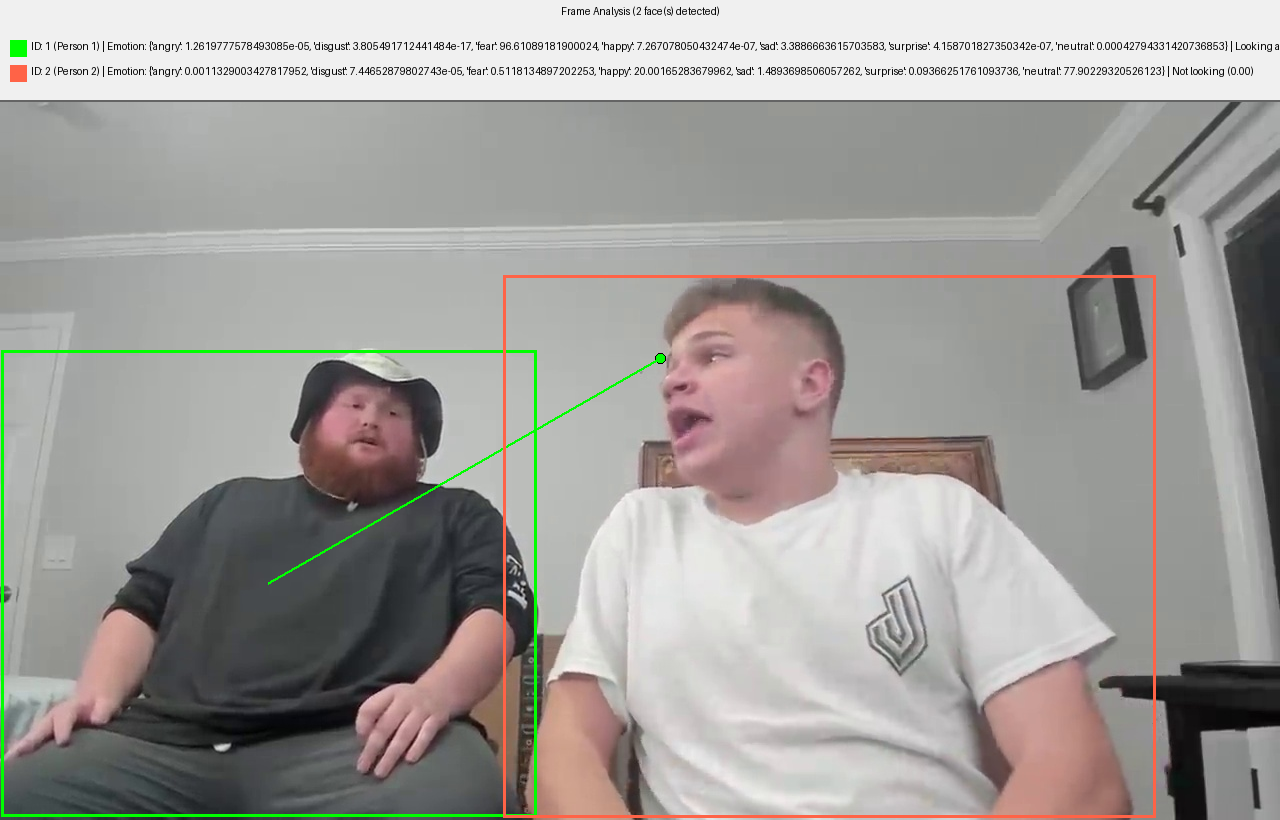 Frame Analysis (2 face(s) detected)
ID: 1 (Person 1) | Emotion: {'angry': 1.2619777578493085e-05, 'disgust': 3.805491712441484e-17, 'fear': 96.61089181900024, 'happy': 7.267078050432474e-07, 'sad': 3.3886663615703583, 'surprise': 4.158701827350342e-07, 'neutral': 0.00042794331420736853} | Looking a
ID: 2 (Person 2) | Emotion: {'angry': 0.0011329003427817952, 'disgust': 7.44652879802743e-05, 'fear': 0.5118134897202253, 'happy': 20.00165283679962, 'sad': 1.4893698506057262, 'surprise': 0.09366251761093736, 'neutral': 77.90229320526123} | Not looking (0.00)